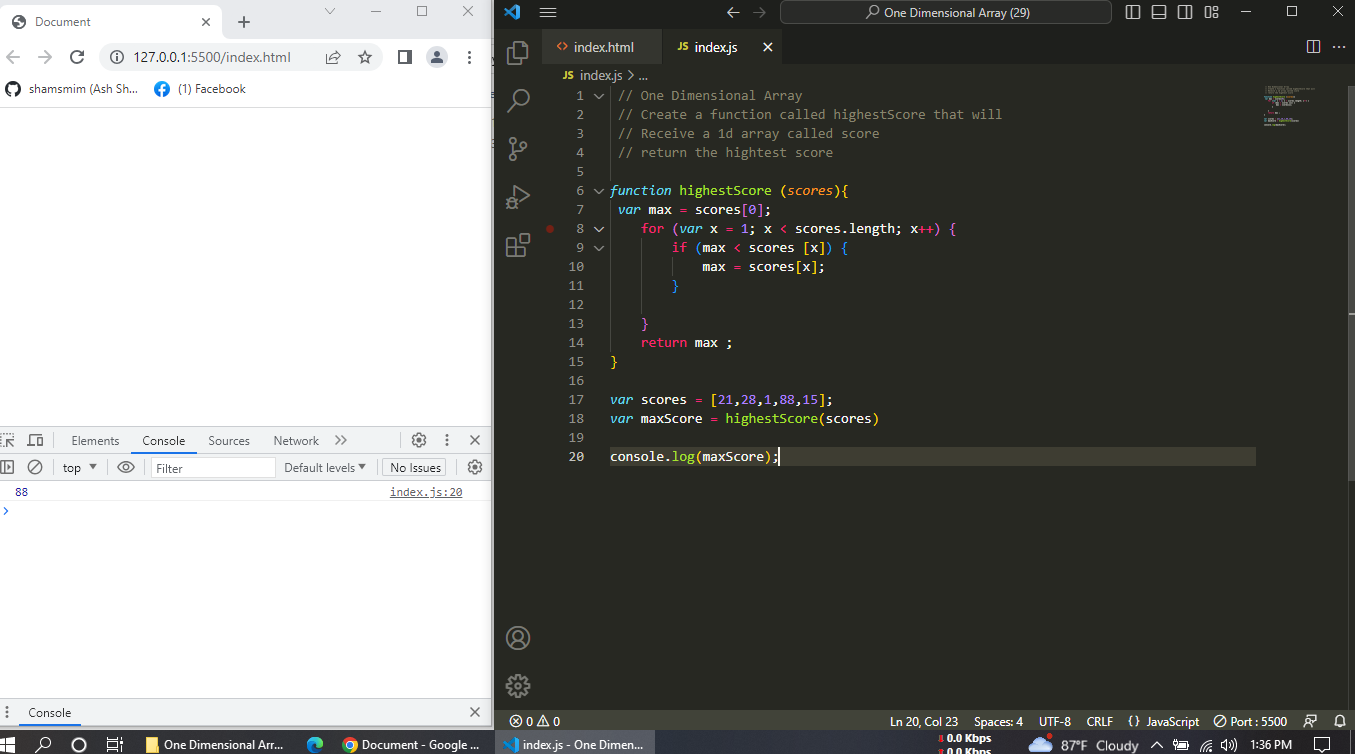 Document
127.0.0.1:5500/index.html
shamsmim (Ash Sh...
(1) Facebook
Elements Console Sources Network
top Filter Default levels No Issues
88 index.js:20
Console
One Dimensional Array (29)
index.html JS index.js
JS index.js > ...
1 // One Dimensional Array
2 // Create a function called highestScore that will
3 // Receive a 1d array called score
4 // return the hightest score
5
6 function highestScore (scores){
7 var max = scores[0];
8 for (var x = 1; x < scores.length; x++) {
9 if (max < scores [x]) {
10 max = scores[x];
11 }
12
13 }
14 return max ;
15 }
16
17 var scores = [21,28,1,88,15];
18 var maxScore = highestScore(scores)
19
20 console.log(maxScore);
0 0 Ln 20, Col 23 Spaces: 4 UTF-8 CRLF {} JavaScript Port : 5500
One Dimensional Arr... Document - Google ... index.js - One Dimen...
0.0 Kbps
0.0 Kbps
87°F Cloudy 1:36 PM